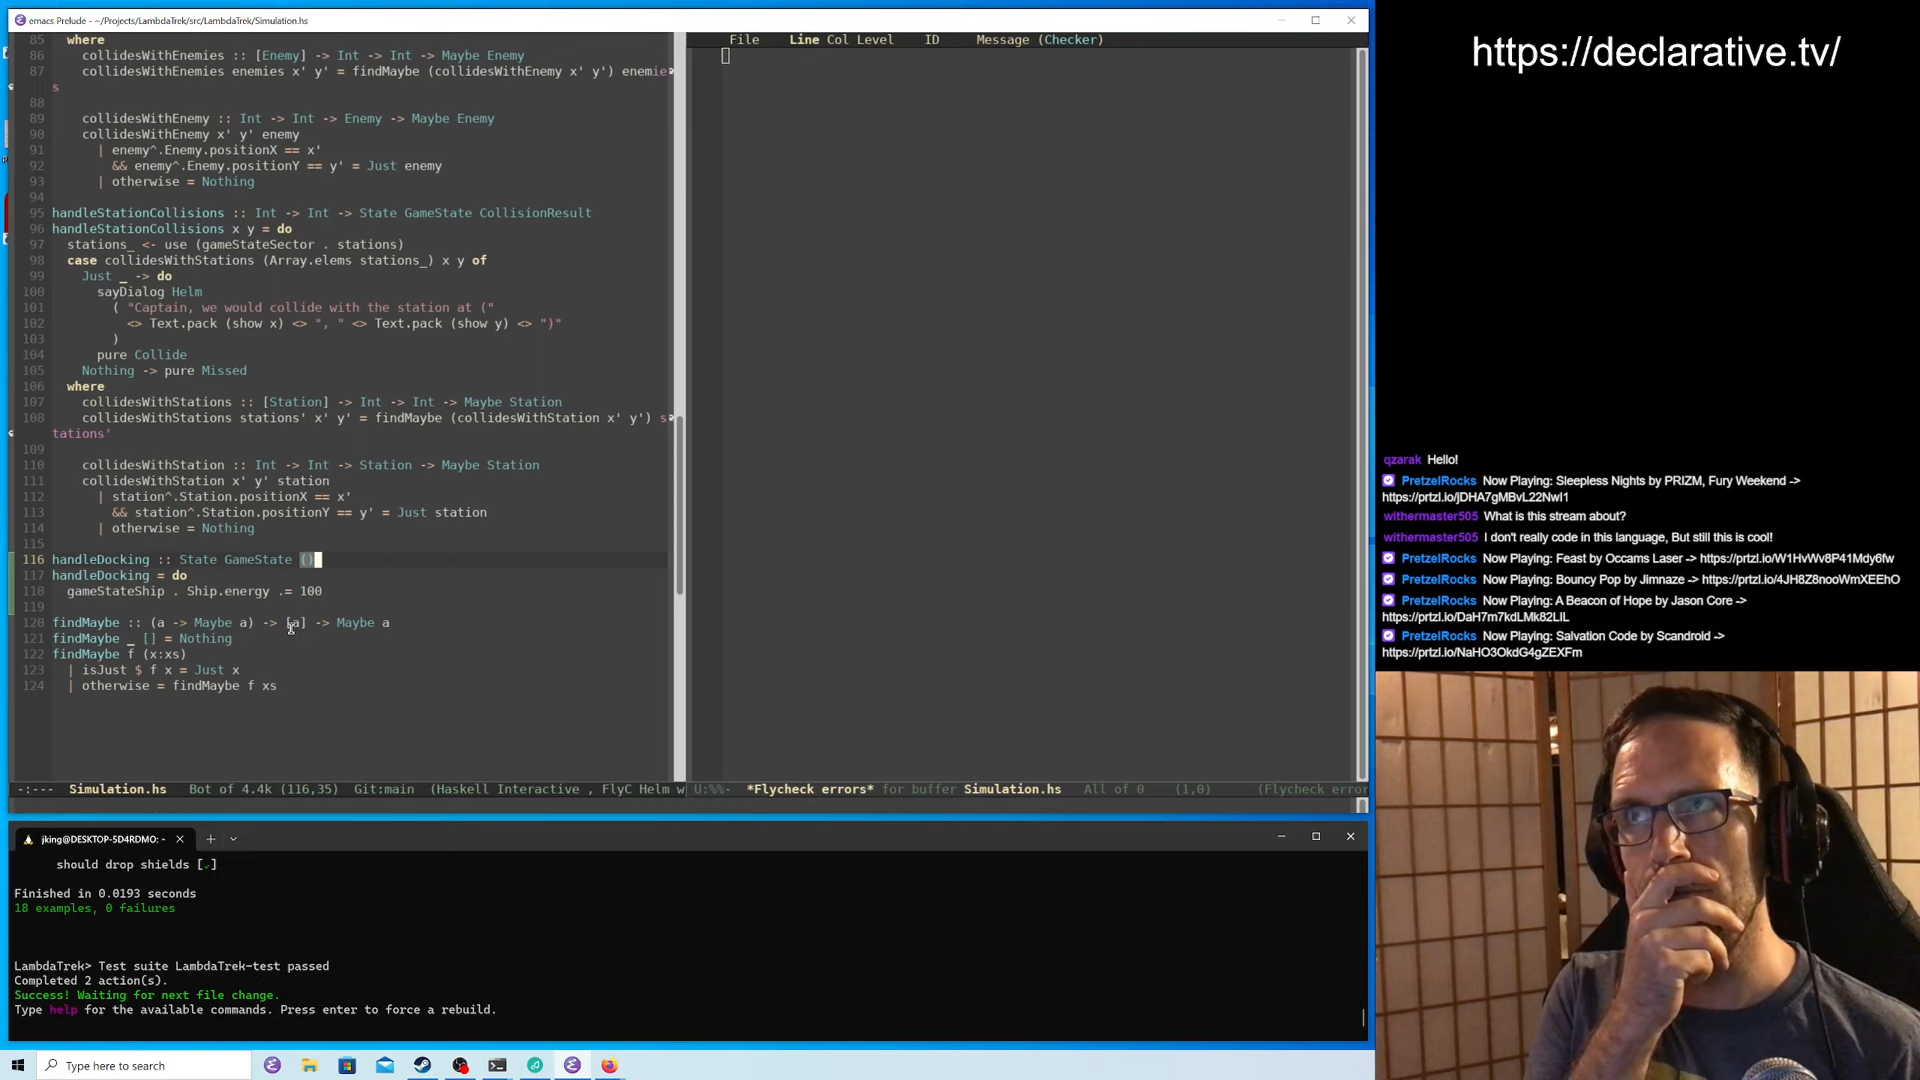 emacs Prelude - ~/Projects/LambdaTrek/src/LambdaTrek/Simulation.hs
85 where
86 collidesWithEnemies :: [Enemy] -> Int -> Int -> Maybe Enemy
87 collidesWithEnemies enemies x' y' = findMaybe (collidesWithEnemy x' y') enemie
s
88
89 collidesWithEnemy :: Int -> Int -> Enemy -> Maybe Enemy
90 collidesWithEnemy x' y' enemy
91 | enemy^.Enemy.positionX == x'
92 && enemy^.Enemy.positionY == y' = Just enemy
93 | otherwise = Nothing
94
95 handleStationCollisions :: Int -> Int -> State GameState CollisionResult
96 handleStationCollisions x y = do
97 stations_ <- use (gameStateSector . stations)
98 case collidesWithStations (Array.elems stations_) x y of
99 Just _ -> do
100 sayDialog Helm
101 ( "Captain, we would collide with the station at ("
102 <> Text.pack (show x) <> ", " <> Text.pack (show y) <> ")"
103 )
104 pure Collide
105 Nothing -> pure Missed
106 where
107 collidesWithStations :: [Station] -> Int -> Int -> Maybe Station
108 collidesWithStations stations' x' y' = findMaybe (collidesWithStation x' y') s
tations'
109
110 collidesWithStation :: Int -> Int -> Station -> Maybe Station
111 collidesWithStation x' y' station
112 | station^.Station.positionX == x'
113 && station^.Station.positionY == y' = Just station
114 | otherwise = Nothing
115
116 handleDocking :: State GameState ()
117 handleDocking = do
118 gameStateShip . Ship.energy .= 100
119
120 findMaybe :: (a -> Maybe a) -> [a] -> Maybe a
121 findMaybe _ [] = Nothing
122 findMaybe f (x:xs)
123 | isJust $ f x = Just x
124 | otherwise = findMaybe f xs
-:--- Simulation.hs Bot of 4.4k (116,35) Git:main (Haskell Interactive , FlyC Helm w
File Line Col Level ID Message (Checker)
U:%%- *Flycheck errors* for buffer Simulation.hs All of 0 (1,0) (Flycheck error
jking@DESKTOP-5D4RDMO: -
should drop shields [✓]
Finished in 0.0193 seconds
18 examples, 0 failures
LambdaTrek> Test suite LambdaTrek-test passed
Completed 2 action(s).
Success! Waiting for next file change.
Type help for the available commands. Press enter to force a rebuild.
Type here to search
https://declarative.tv/
qzarak Hello!
PretzelRocks Now Playing: Sleepless Nights by PRIZM, Fury Weekend ->
https://prtzl.io/jDHA7gMBvL22NwI1
withermaster505 What is this stream about?
withermaster505 I don't really code in this language, But still this is cool!
PretzelRocks Now Playing: Feast by Occams Laser -> https://prtzl.io/W1HvWv8P41Mdy6wf
PretzelRocks Now Playing: Bouncy Pop by Jimnaze -> https://prtzl.io/4JH8Z8nooWmXEEhO
PretzelRocks Now Playing: A Beacon of Hope by Jason Core ->
https://prtzl.io/DaH7m7kdLMk82LIL
PretzelRocks Now Playing: Salvation Code by Scandroid ->
https://prtzl.io/NaHO3OkdG4gZEXFm